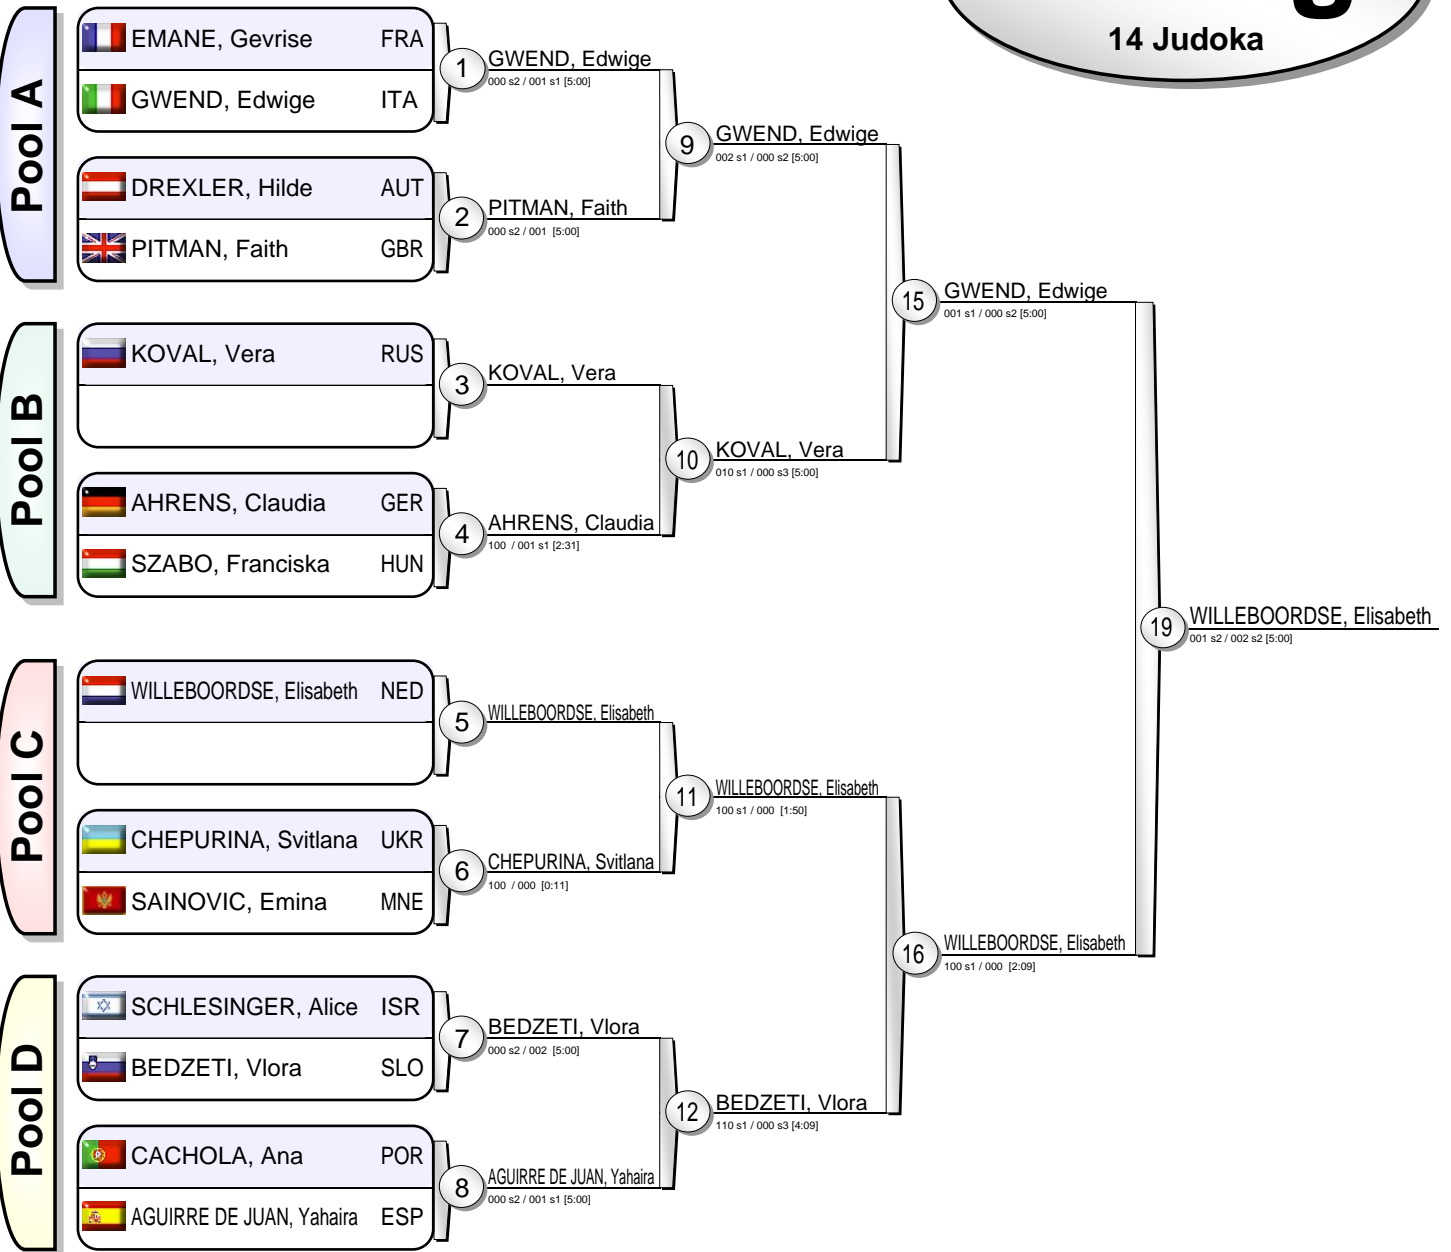 14 Judoka
Pool A
EMANE, Gevrise FRA
GWEND, Edwige ITA
1
GWEND, Edwige
000 s2 / 001 s1 [5:00]
DREXLER, Hilde AUT
PITMAN, Faith GBR
2
PITMAN, Faith
000 s2 / 001 [5:00]
9
GWEND, Edwige
002 s1 / 000 s2 [5:00]
Pool B
KOVAL, Vera RUS
3
KOVAL, Vera
AHRENS, Claudia GER
SZABO, Franciska HUN
4
AHRENS, Claudia
100 / 001 s1 [2:31]
10
KOVAL, Vera
010 s1 / 000 s3 [5:00]
15
GWEND, Edwige
001 s1 / 000 s2 [5:00]
Pool C
WILLEBOORDSE, Elisabeth NED
5
WILLEBOORDSE, Elisabeth
CHEPURINA, Svitlana UKR
SAINOVIC, Emina MNE
6
CHEPURINA, Svitlana
100 / 000 [0:11]
11
WILLEBOORDSE, Elisabeth
100 s1 / 000 [1:50]
Pool D
SCHLESINGER, Alice ISR
BEDZETI, Vlora SLO
7
BEDZETI, Vlora
000 s2 / 002 [5:00]
CACHOLA, Ana POR
AGUIRRE DE JUAN, Yahaira ESP
8
AGUIRRE DE JUAN, Yahaira
000 s2 / 001 s1 [5:00]
12
BEDZETI, Vlora
110 s1 / 000 s3 [4:09]
16
WILLEBOORDSE, Elisabeth
100 s1 / 000 [2:09]
19
WILLEBOORDSE, Elisabeth
001 s2 / 002 s2 [5:00]